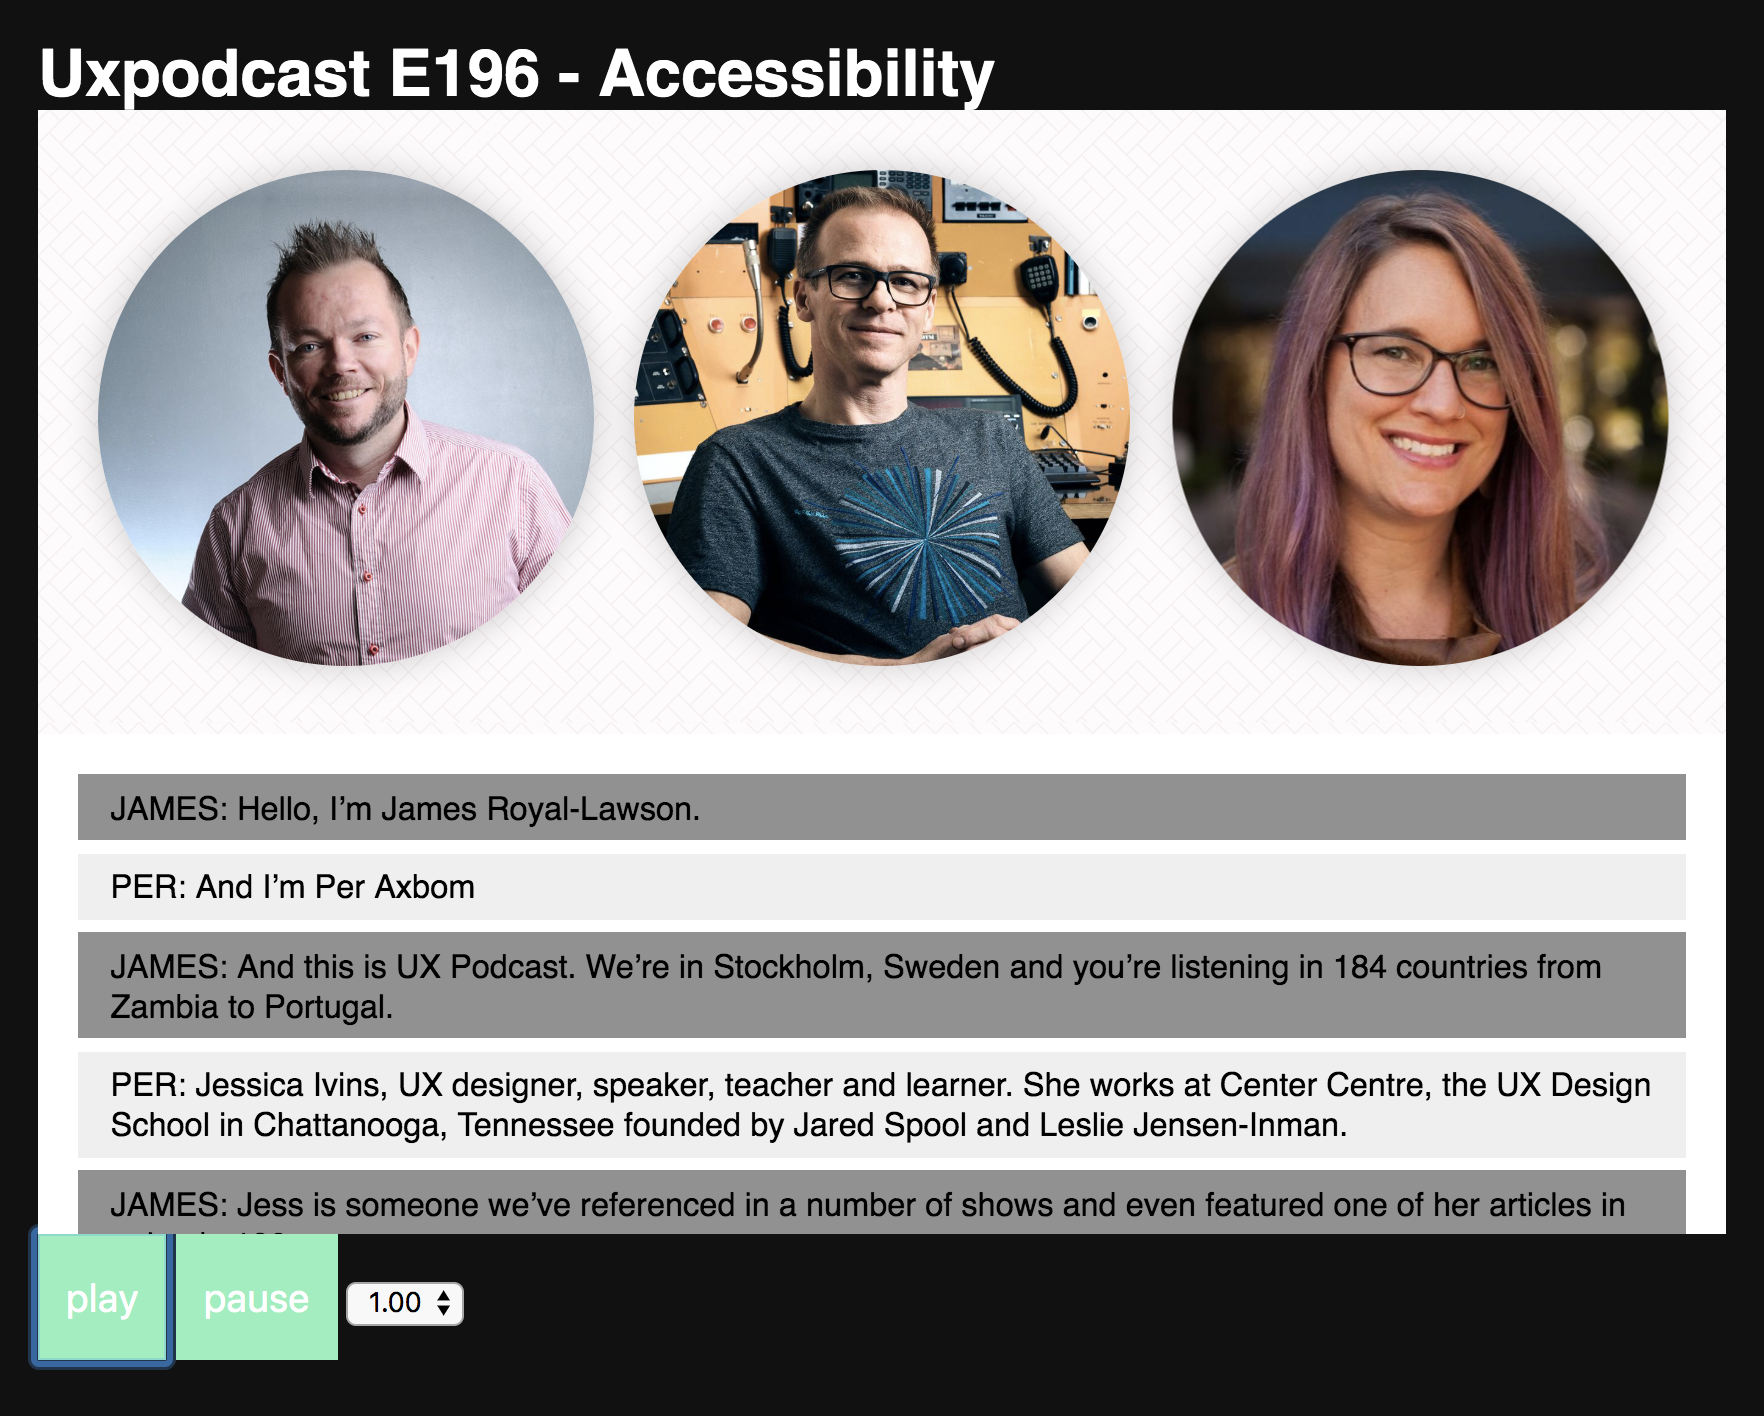 Uxpodcast E196 - Accessibility
JAMES: Hello, I’m James Royal-Lawson.
PER: And I’m Per Axbom
JAMES: And this is UX Podcast. We’re in Stockholm, Sweden and you’re listening in 184 countries from
Zambia to Portugal.
PER: Jessica Ivins, UX designer, speaker, teacher and learner. She works at Center Centre, the UX Design
School in Chattanooga, Tennessee founded by Jared Spool and Leslie Jensen-Inman.
JAMES: Jess is someone we’ve referenced in a number of shows and even featured one of her articles in
play pause 1.00